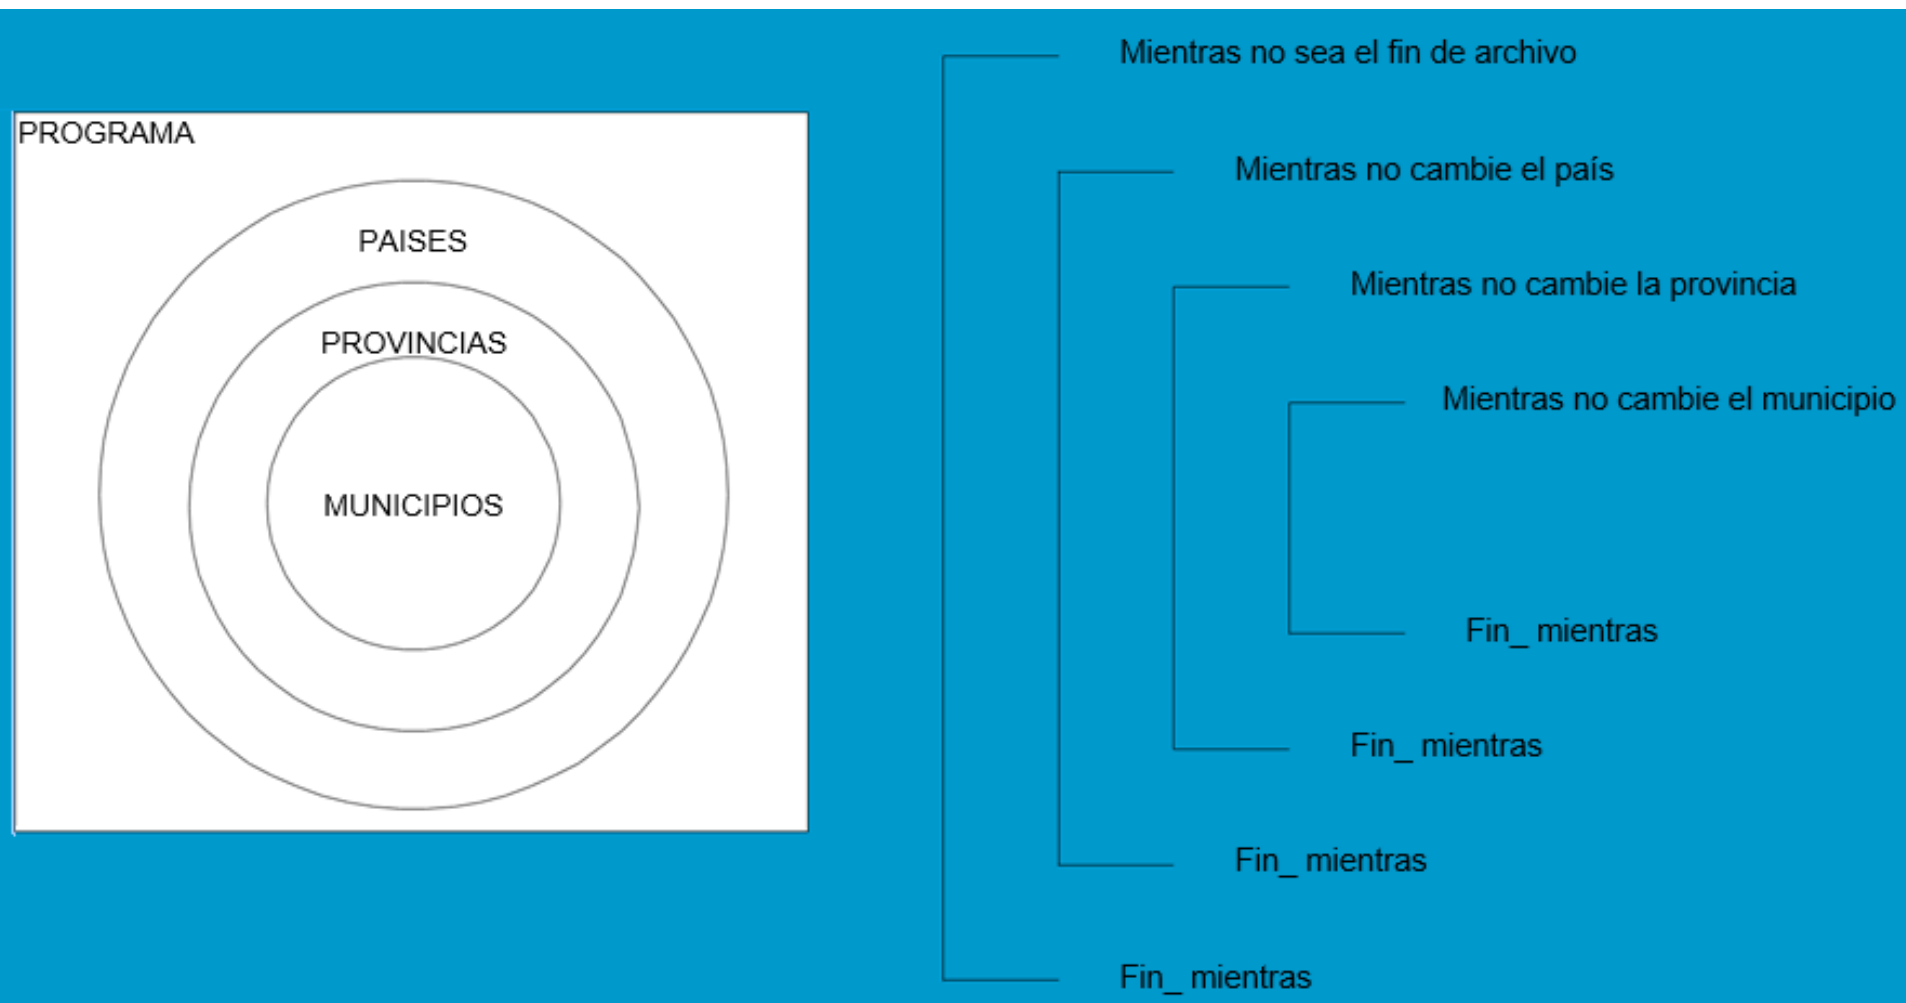 PROGRAMA
PAISES
PROVINCIAS
MUNICIPIOS
Mientras no sea el fin de archivo
Mientras no cambie el país
Mientras no cambie la provincia
Mientras no cambie el municipio
Fin_ mientras
Fin_ mientras
Fin_ mientras
Fin_ mientras